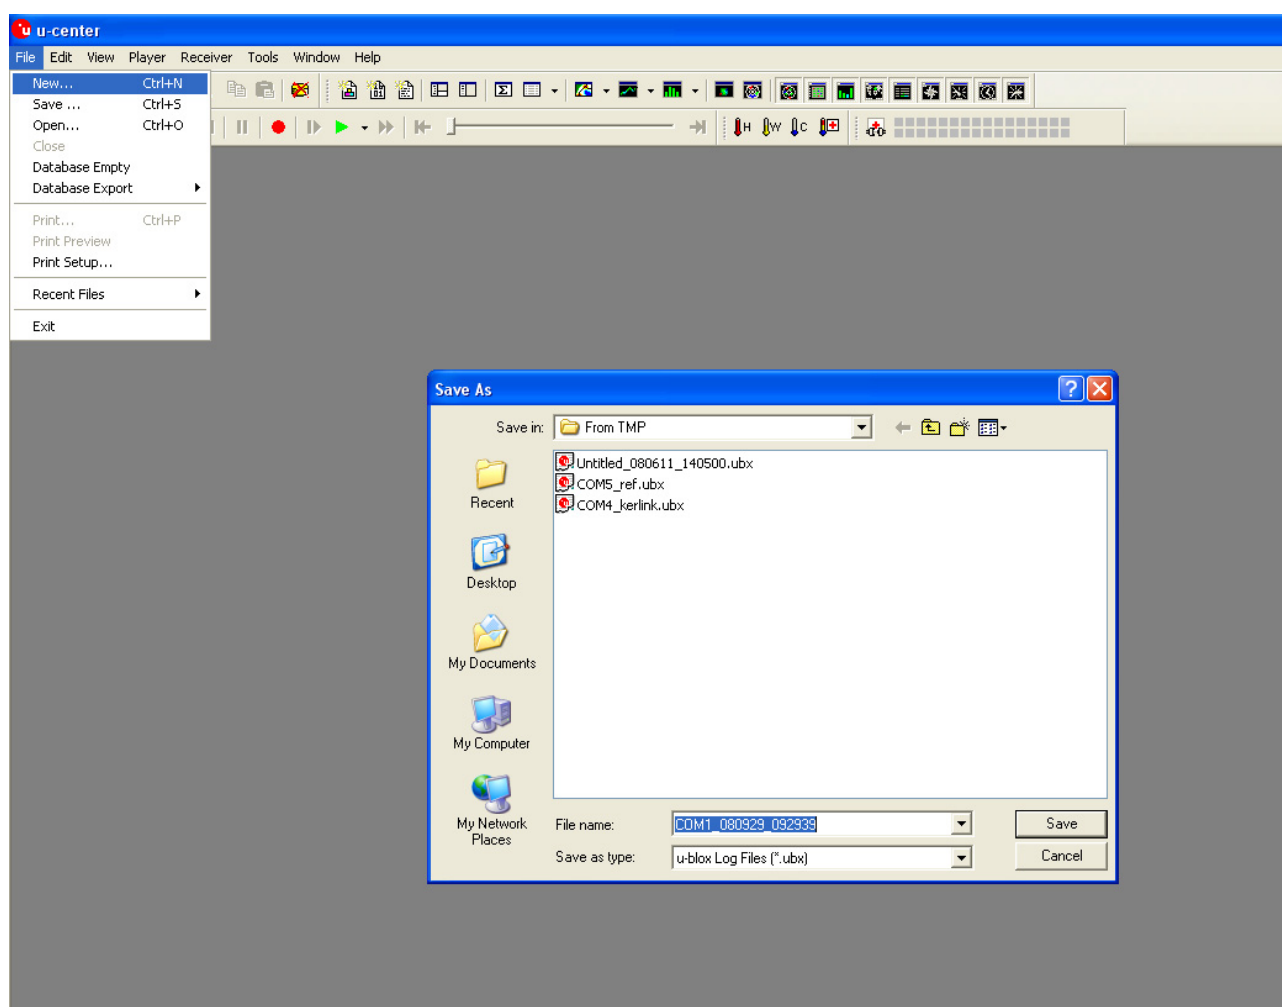 u-center
File Edit View Player Receiver Tools Window Help
New... Ctrl+N
Save ... Ctrl+S
Open... Ctrl+O
Close
Database Empty
Database Export
Print... Ctrl+P
Print Preview
Print Setup...
Recent Files
Exit
H W C
Save As
Save in: From TMP
Untitled_080611_140500.ubx
COM5_ref.ubx
COM4_kerlink.ubx
Recent
Desktop
My Documents
My Computer
My Network
Places
File name: COM1_080929_092939 Save
Save as type: u-blox Log Files (*.ubx) Cancel